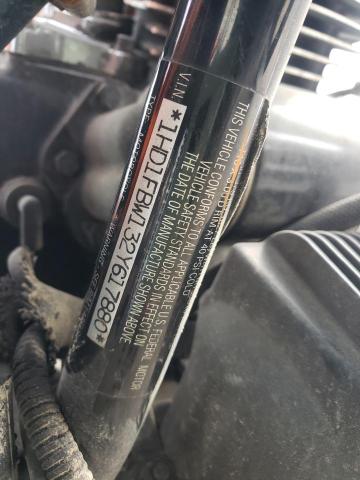 THIS VEHICLE CONFORMS TO ALL APPLICABLE U.S. FEDERAL MOTOR
VEHICLE SAFETY STANDARDS IN EFFECT ON
THE DATE OF MANUFACTURE SHOWN ABOVE
V.I.N.
*1HD1FBW132Y617880*